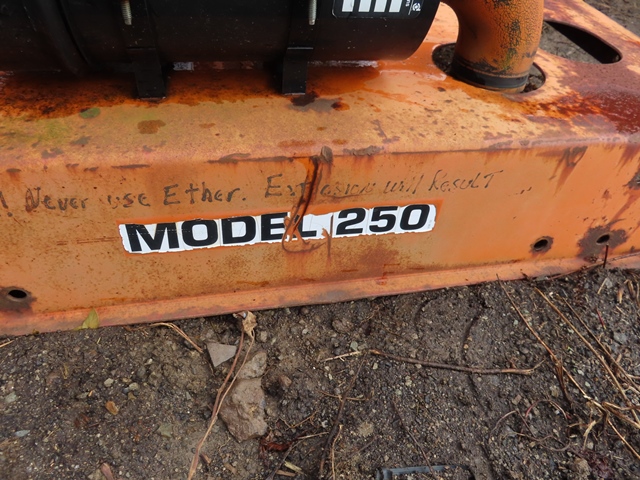 ! Never use Ether. Explosion will Result
MODEL 250